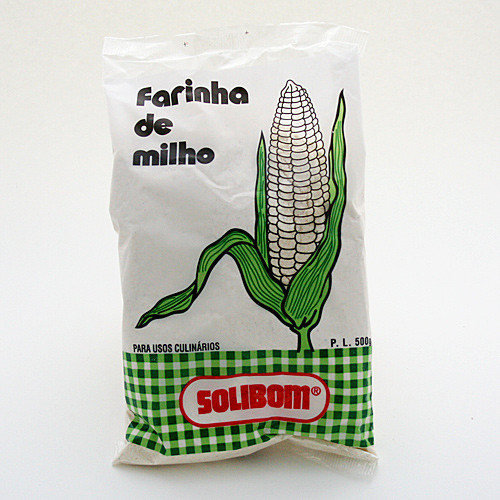 Farinha
de
milho
PARA USOS CULINÁRIOS
P. L. 500g
SOLIBOM®